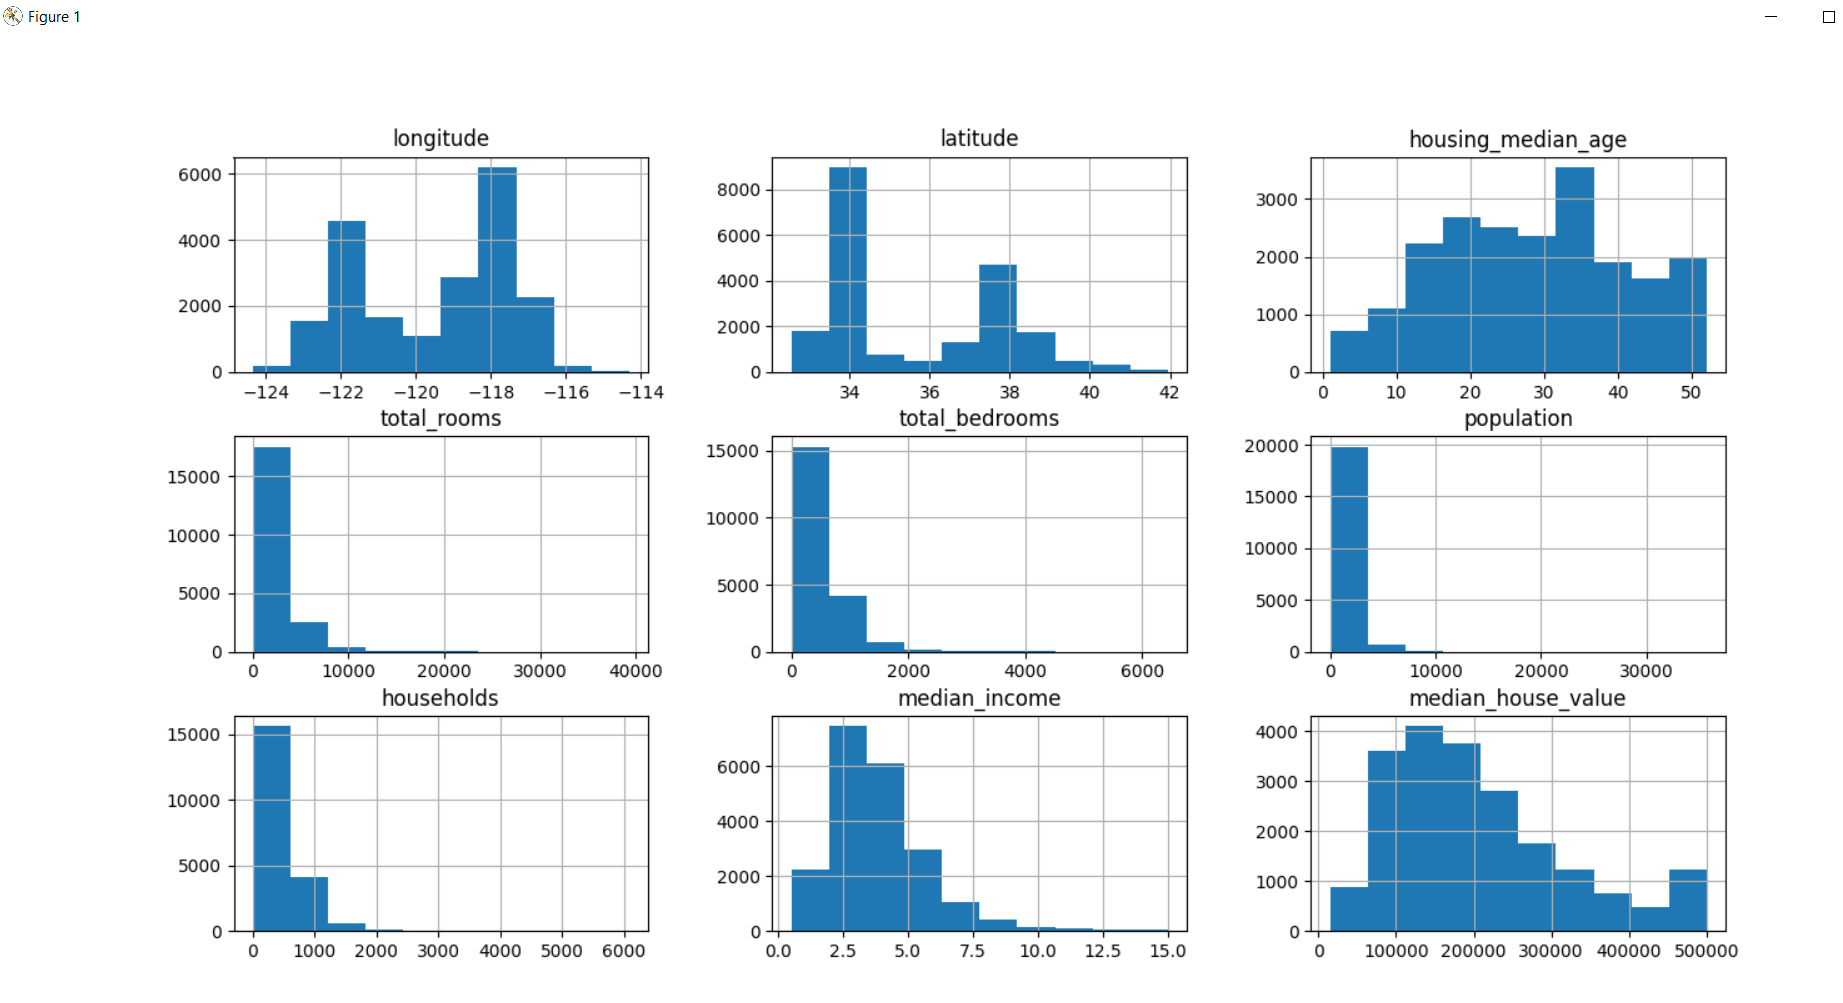 Figure 1
longitude
6000
4000
2000
0
−124 −122 −120 −118 −116 −114
latitude
8000
6000
4000
2000
0
34 36 38 40 42
housing_median_age
3000
2000
1000
0
0 10 20 30 40 50
total_rooms
15000
10000
5000
0
0 10000 20000 30000 40000
total_bedrooms
15000
10000
5000
0
0 2000 4000 6000
population
20000
15000
10000
5000
0
0 10000 20000 30000
households
15000
10000
5000
0
0 1000 2000 3000 4000 5000 6000
median_income
6000
4000
2000
0
0.0 2.5 5.0 7.5 10.0 12.5 15.0
median_house_value
4000
3000
2000
1000
0
0 100000 200000 300000 400000 500000